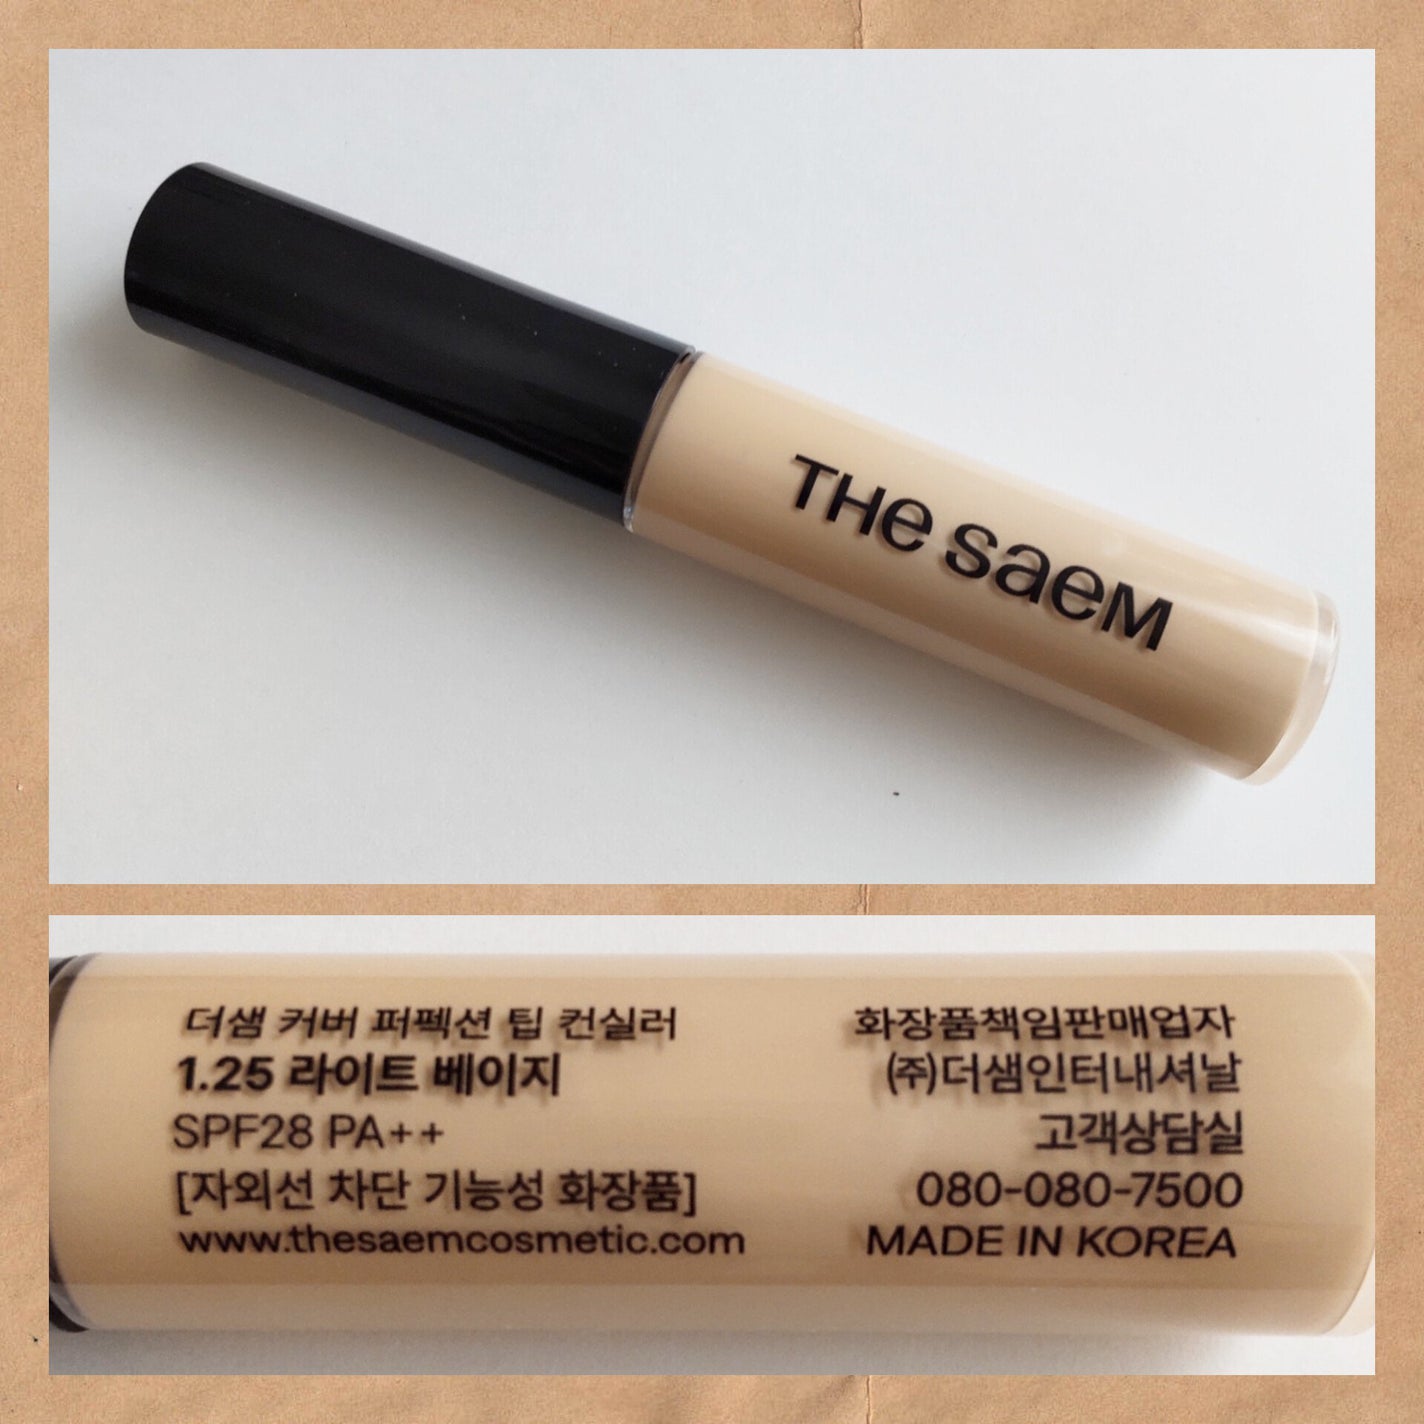 THE SAEM
더샘 커버 퍼펙션 팁 컨실러
1.25 라이트 베이지
SPF28 PA++
[자외선 차단 기능성 화장품]
www.thesaemcosmetic.com
화장품책임판매업자
㈜더샘인터내셔날
고객상담실
080-080-7500
MADE IN KOREA